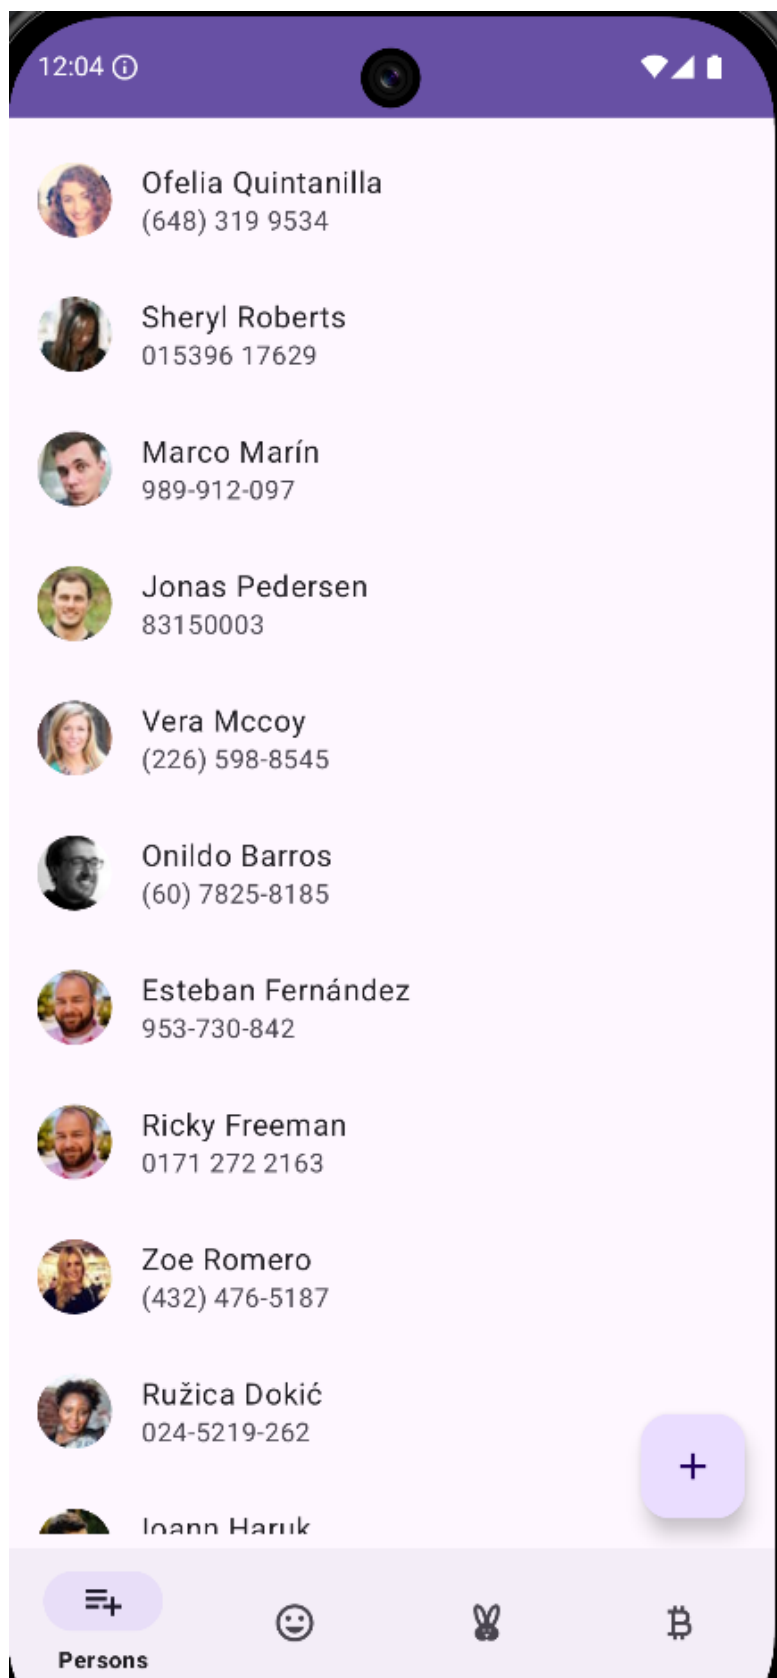 12:04
Ofelia Quintanilla
(648) 319 9534
Sheryl Roberts
015396 17629
Marco Marín
989-912-097
Jonas Pedersen
83150003
Vera Mccoy
(226) 598-8545
Onildo Barros
(60) 7825-8185
Esteban Fernández
953-730-842
Ricky Freeman
0171 272 2163
Zoe Romero
(432) 476-5187
Ružica Dokić
024-5219-262
Haruk
Persons